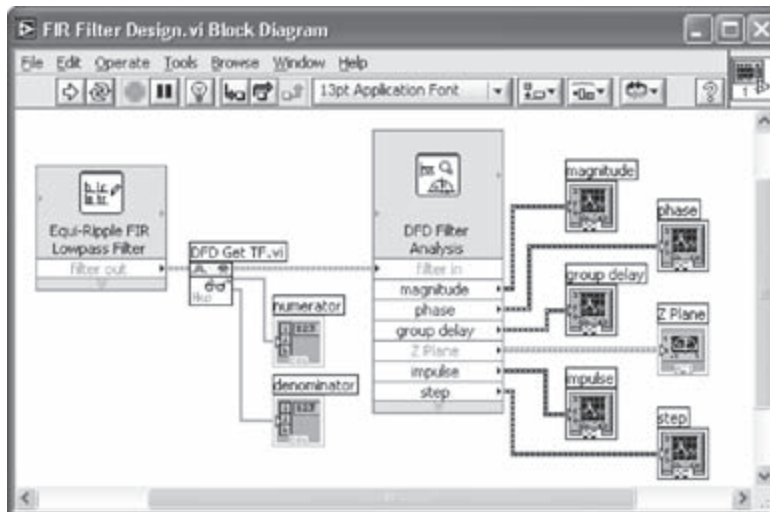 FIR Filter Design.vi Block Diagram
File Edit Operate Tools Browse Window Help
13pt Application Font
1
Equi-Ripple FIR
Lowpass Filter
filter out
DFD Get TF.vi
numerator
denominator
DFD Filter
Analysis
filter in
magnitude
phase
group delay
Z Plane
impulse
step
magnitude
phase
group delay
Z Plane
impulse
step